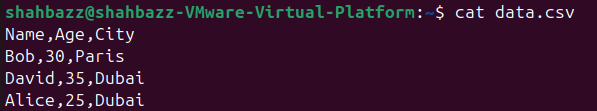 shahbazz@shahbazz-VMware-Virtual-Platform:~$ cat data.csv
Name,Age,City
Bob,30,Paris
David,35,Dubai
Alice,25,Dubai